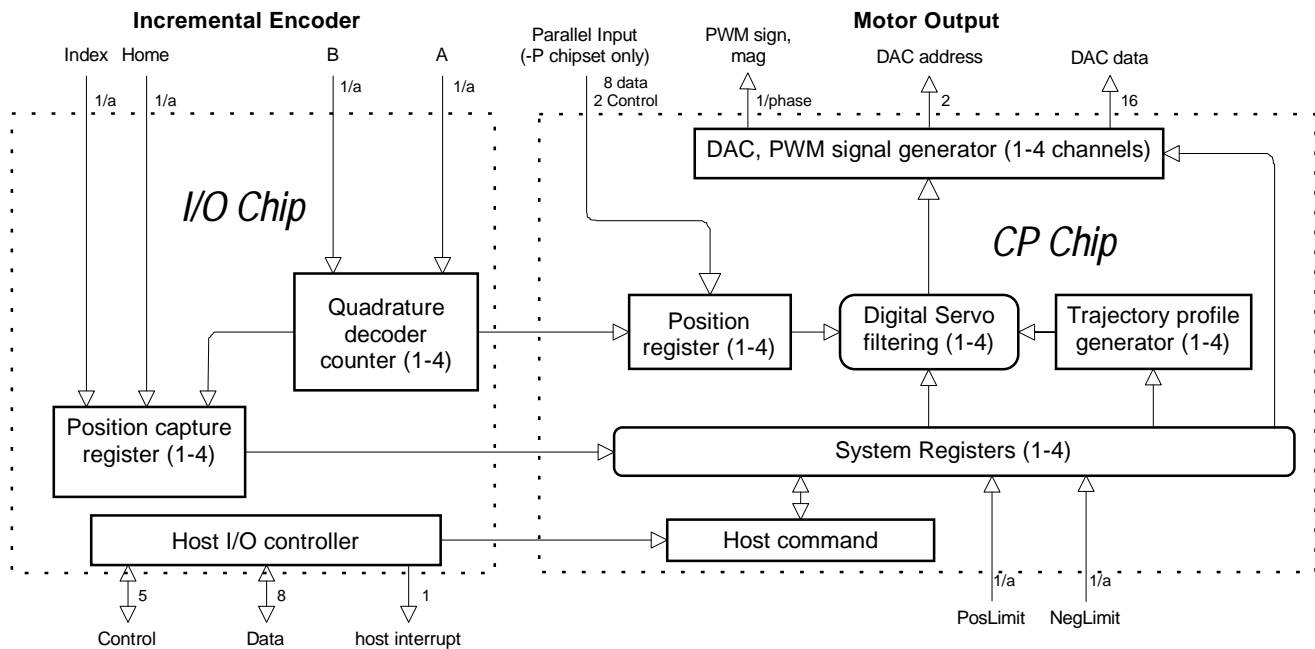 Incremental Encoder
Motor Output
Index
Home
B
A
Parallel Input
(-P chipset only)
PWM sign,
mag
DAC address
DAC data
1/a
1/a
1/a
1/a
8 data
2 Control
1/phase
2
16
DAC, PWM signal generator (1-4 channels)
I/O Chip
CP Chip
Quadrature
decoder
counter (1-4)
Position
register (1-4)
Digital Servo
filtering (1-4)
Trajectory profile
generator (1-4)
Position capture
register (1-4)
System Registers (1-4)
Host I/O controller
Host command
5
8
1
1/a
1/a
Control
Data
host interrupt
PosLimit
NegLimit